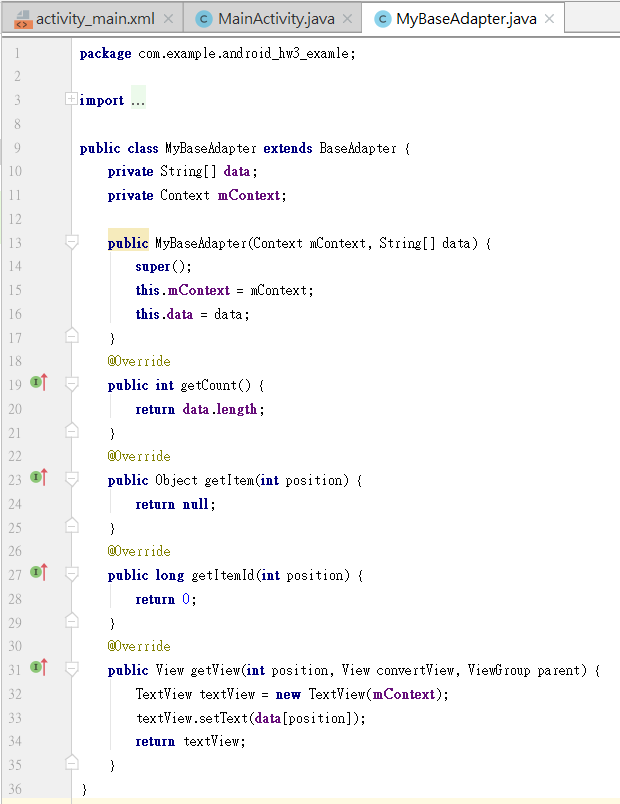 activity_main.xml × MainActivity.java × MyBaseAdapter.java ×
1 package com.example.android_hw3_examle;
2
3 import ...
8
9 public class MyBaseAdapter extends BaseAdapter {
10 private String[] data;
11 private Context mContext;
12
13 public MyBaseAdapter(Context mContext, String[] data) {
14 super();
15 this.mContext = mContext;
16 this.data = data;
17 }
18 @Override
19 public int getCount() {
20 return data.length;
21 }
22 @Override
23 public Object getItem(int position) {
24 return null;
25 }
26 @Override
27 public long getItemId(int position) {
28 return 0;
29 }
30 @Override
31 public View getView(int position, View convertView, ViewGroup parent) {
32 TextView textView = new TextView(mContext);
33 textView.setText(data[position]);
34 return textView;
35 }
36 }